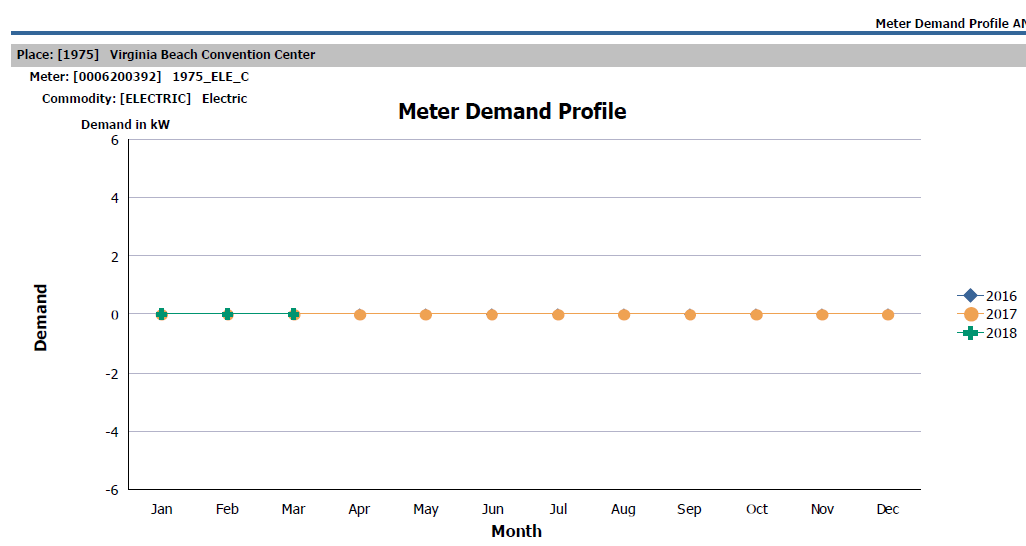 Meter Demand Profile AN
Place: [1975] Virginia Beach Convention Center
Meter: [0006200392] 1975_ELE_C
Commodity: [ELECTRIC] Electric
Meter Demand Profile
Demand in kW
6
4
2
0
-2
-4
-6
Demand
Jan Feb Mar Apr May Jun Jul Aug Sep Oct Nov Dec
Month
2016
2017
2018